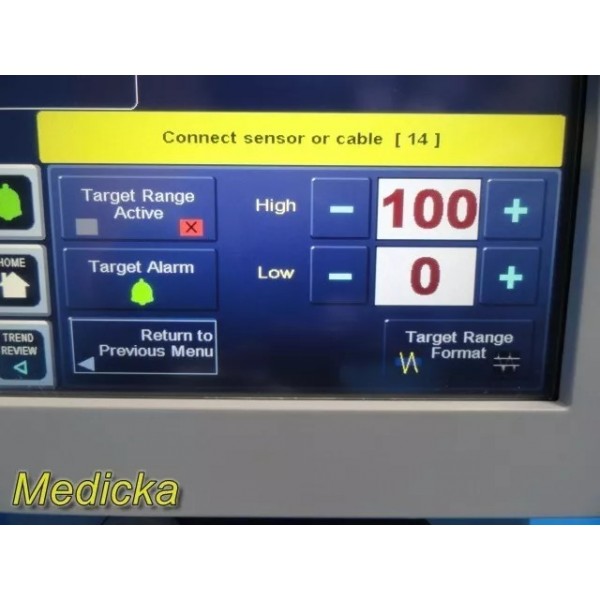 Connect sensor or cable [ 14 ]
Target Range
Active
High
-
100
+
HOME
Target Alarm
Low
-
0
+
TREND
REVIEW
Return to
Previous Menu
Target Range
Format
Medicka